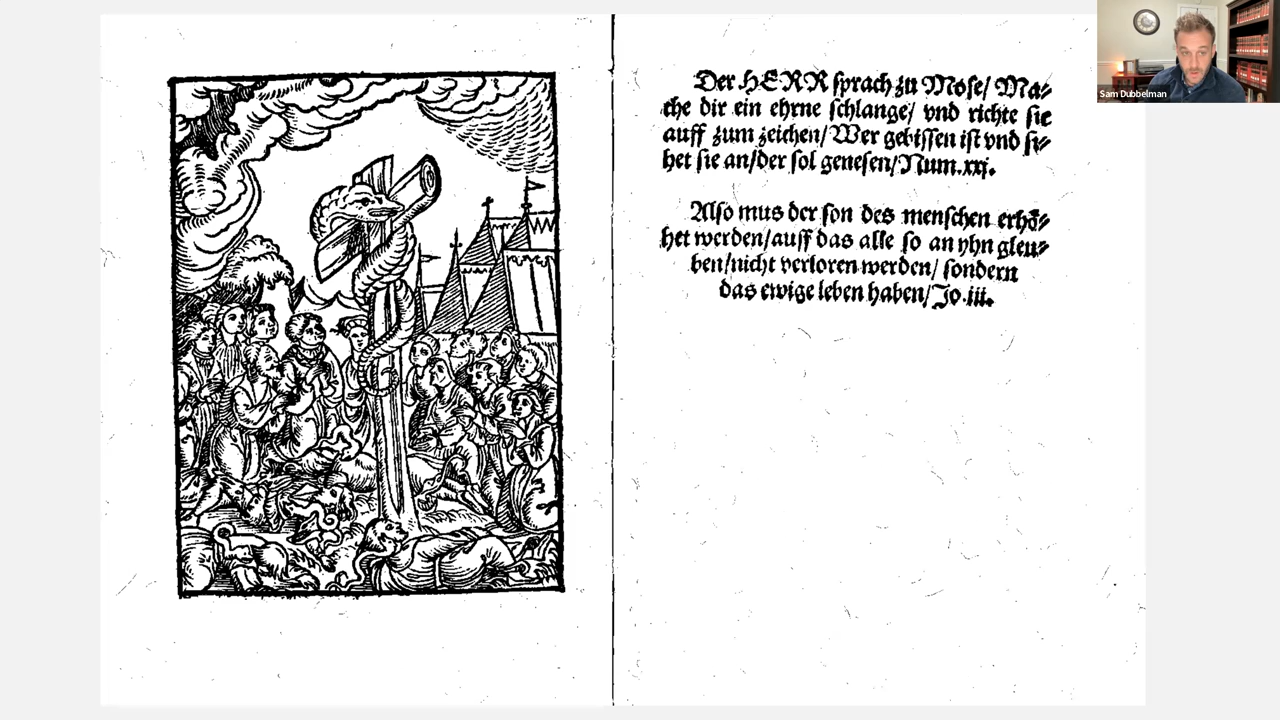 Der HERR sprach zu Mose/ Ma-
che dir ein ehrne schlange/ vnd richte sie
auff zum zeichen/ Wer gebissen ist vnd si-
het sie an/der sol genesen/Num.xxj.
Also mus der son des menschen erhö-
het werden/auff das alle so an yhn gleu-
ben/nicht verloren werden/ sondern
das ewige leben haben/Jo.iii.
Sam Dubbelman